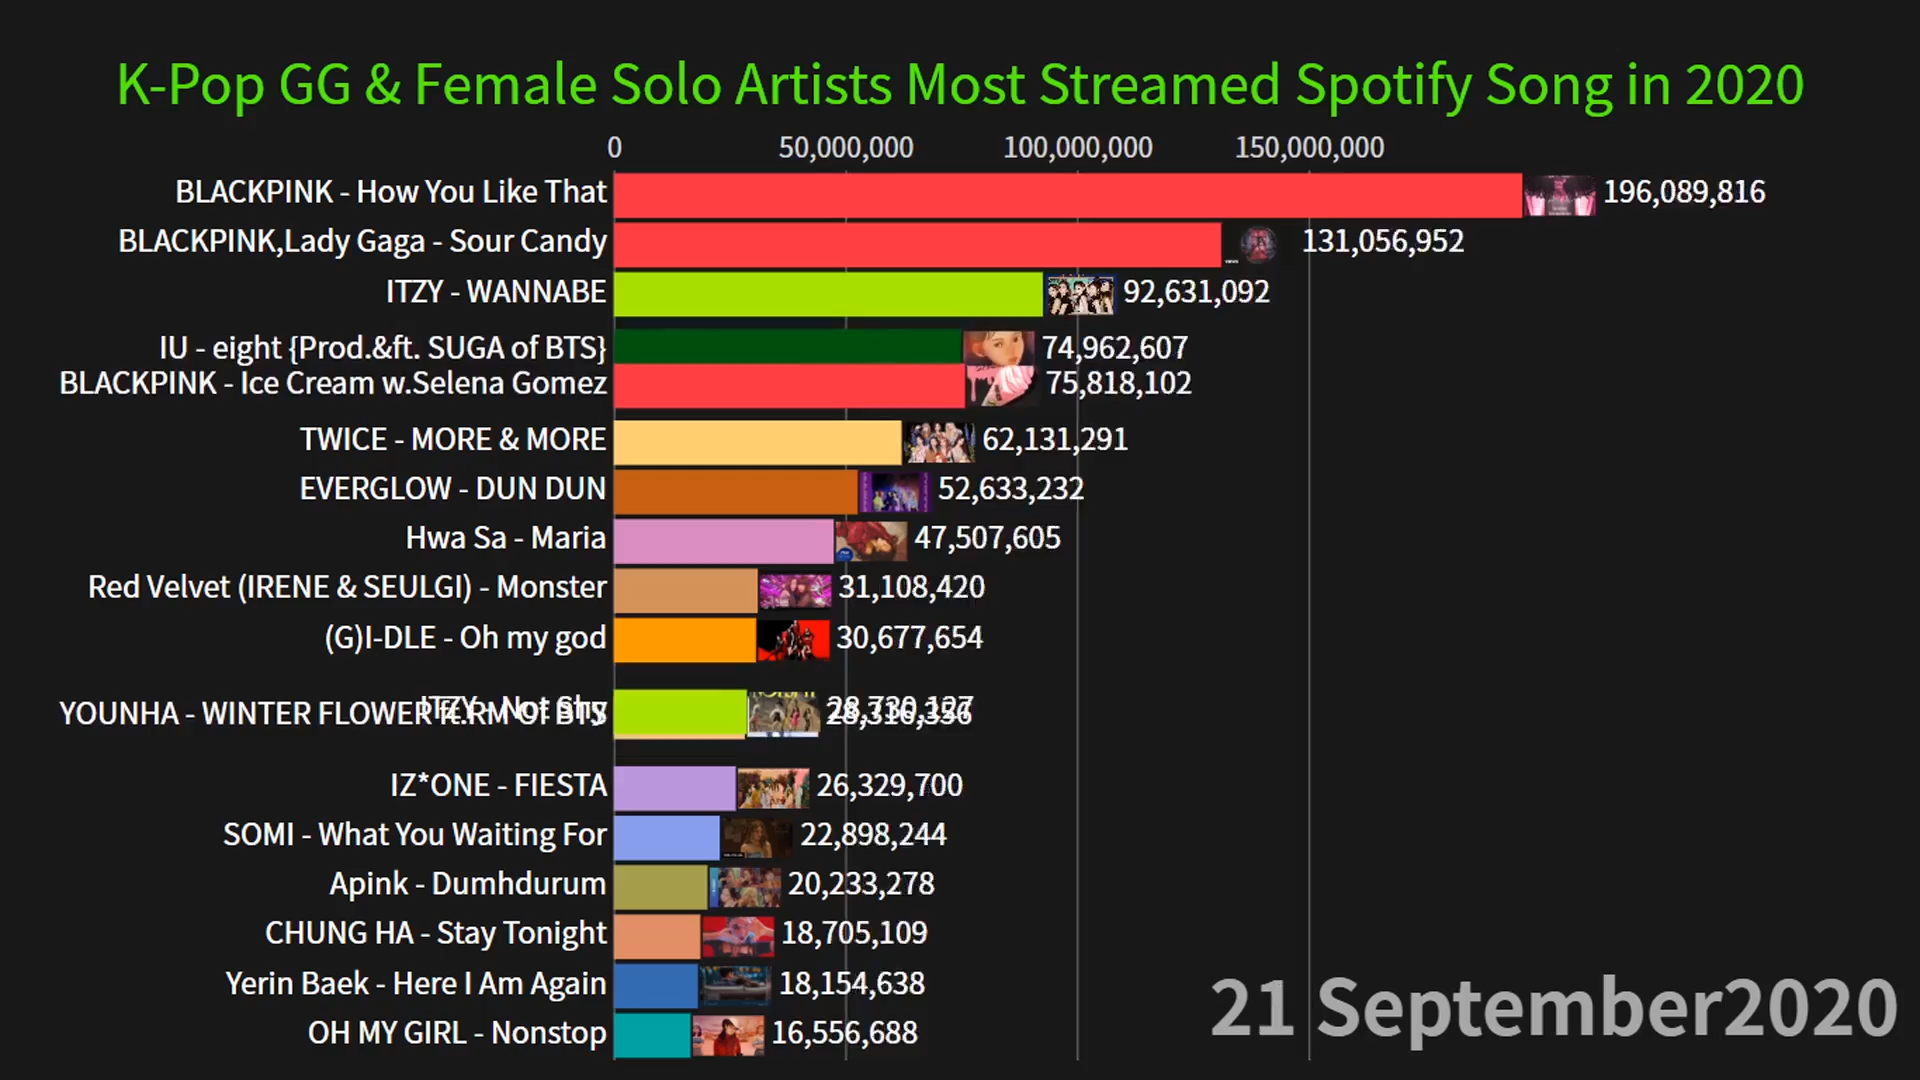 K-Pop GG & Female Solo Artists Most Streamed Spotify Song in 2020
0 50,000,000 100,000,000 150,000,000
BLACKPINK - How You Like That 196,089,816
BLACKPINK,Lady Gaga - Sour Candy 131,056,952
ITZY - WANNABE 92,631,092
IU - eight {Prod.&ft. SUGA of BTS} 74,962,607
BLACKPINK - Ice Cream w.Selena Gomez 75,818,102
TWICE - MORE & MORE 62,131,291
EVERGLOW - DUN DUN 52,633,232
Hwa Sa - Maria 47,507,605
Red Velvet (IRENE & SEULGI) - Monster 31,108,420
(G)I-DLE - Oh my god 30,677,654
ITZY - Not Shy
YOUNHA - WINTER FLOWER
IZ*ONE - FIESTA 26,329,700
SOMI - What You Waiting For 22,898,244
Apink - Dumhdurum 20,233,278
CHUNG HA - Stay Tonight 18,705,109
Yerin Baek - Here I Am Again 18,154,638
OH MY GIRL - Nonstop 16,556,688
21 September2020